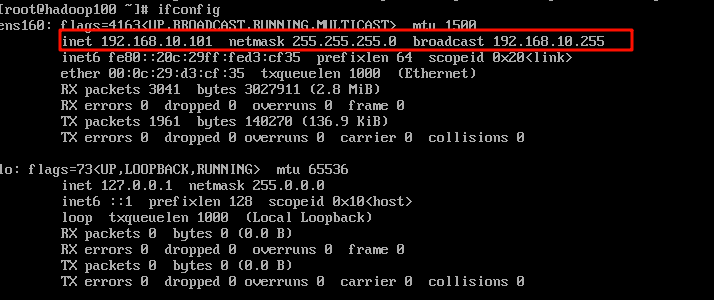 [root@hadoop100 ~]# ifconfig
ens160: flags=4163<UP,BROADCAST,RUNNING,MULTICAST>  mtu 1500
inet 192.168.10.101  netmask 255.255.255.0  broadcast 192.168.10.255
inet6 fe80::20c:29ff:fed3:cf35  prefixlen 64  scopeid 0x20<link>
ether 00:0c:29:d3:cf:35  txqueuelen 1000  (Ethernet)
RX packets 3041  bytes 3027911 (2.8 MiB)
RX errors 0  dropped 0  overruns 0  frame 0
TX packets 1961  bytes 140270 (136.9 KiB)
TX errors 0  dropped 0 overruns 0  carrier 0  collisions 0
lo: flags=73<UP,LOOPBACK,RUNNING>  mtu 65536
inet 127.0.0.1  netmask 255.0.0.0
inet6 ::1  prefixlen 128  scopeid 0x10<host>
loop  txqueuelen 1000  (Local Loopback)
RX packets 0  bytes 0 (0.0 B)
RX errors 0  dropped 0  overruns 0  frame 0
TX packets 0  bytes 0 (0.0 B)
TX errors 0  dropped 0 overruns 0  carrier 0  collisions 0